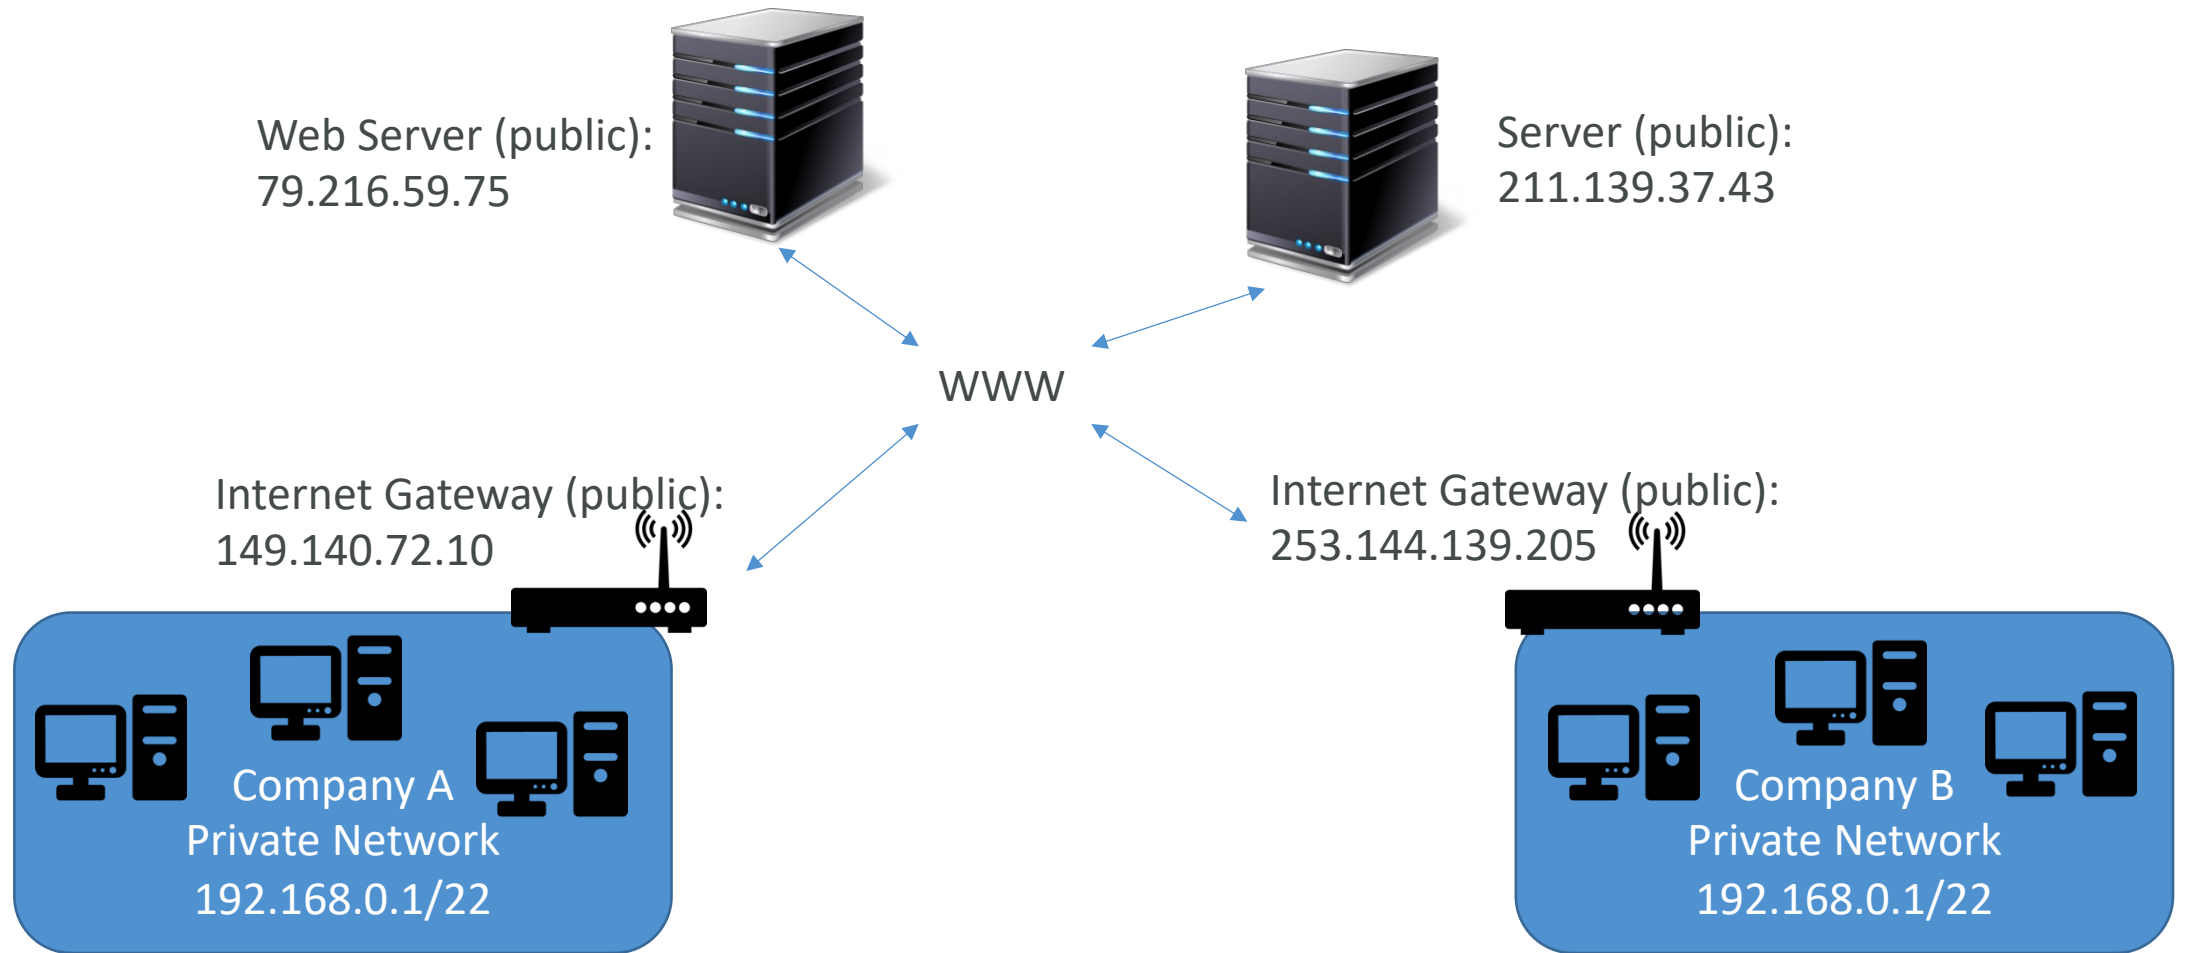 Web Server (public):
79.216.59.75
Server (public):
211.139.37.43
WWW
Internet Gateway (public):
149.140.72.10
Internet Gateway (public):
253.144.139.205
Company A
Private Network
192.168.0.1/22
Company B
Private Network
192.168.0.1/22